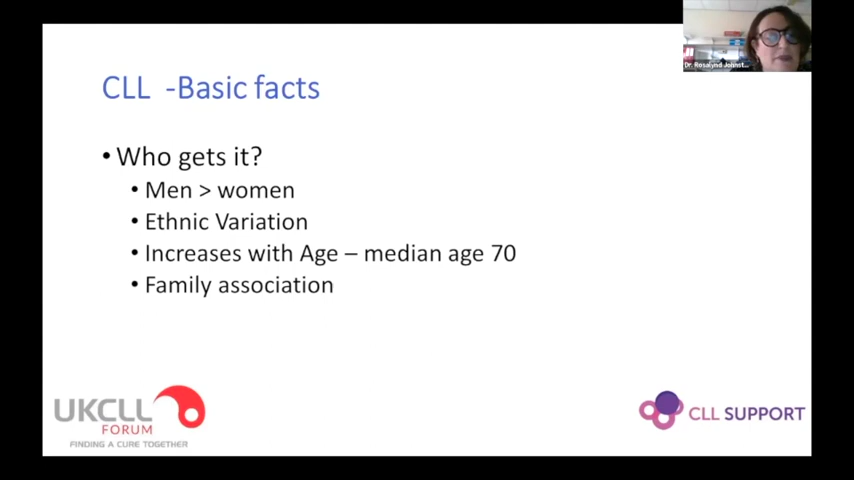 CLL -Basic facts
• Who gets it?
• Men > women
• Ethnic Variation
• Increases with Age – median age 70
• Family association
UKCLL
FORUM
FINDING A CURE TOGETHER
CLL SUPPORT
Dr. Rosalynd Johnst...